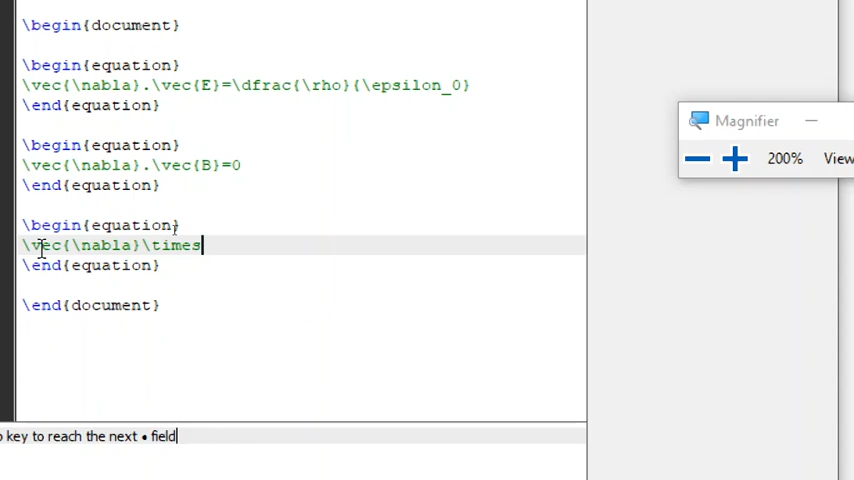 \begin{document}
\begin{equation}
\vec{\nabla}.\vec{E}=\dfrac{\rho}{\epsilon_0}
\end{equation}
\begin{equation}
\vec{\nabla}.\vec{B}=0
\end{equation}
\begin{equation}
\vec{\nabla}\times
\end{equation}
\end{document}
key to reach the next • field
Magnifier
200% View